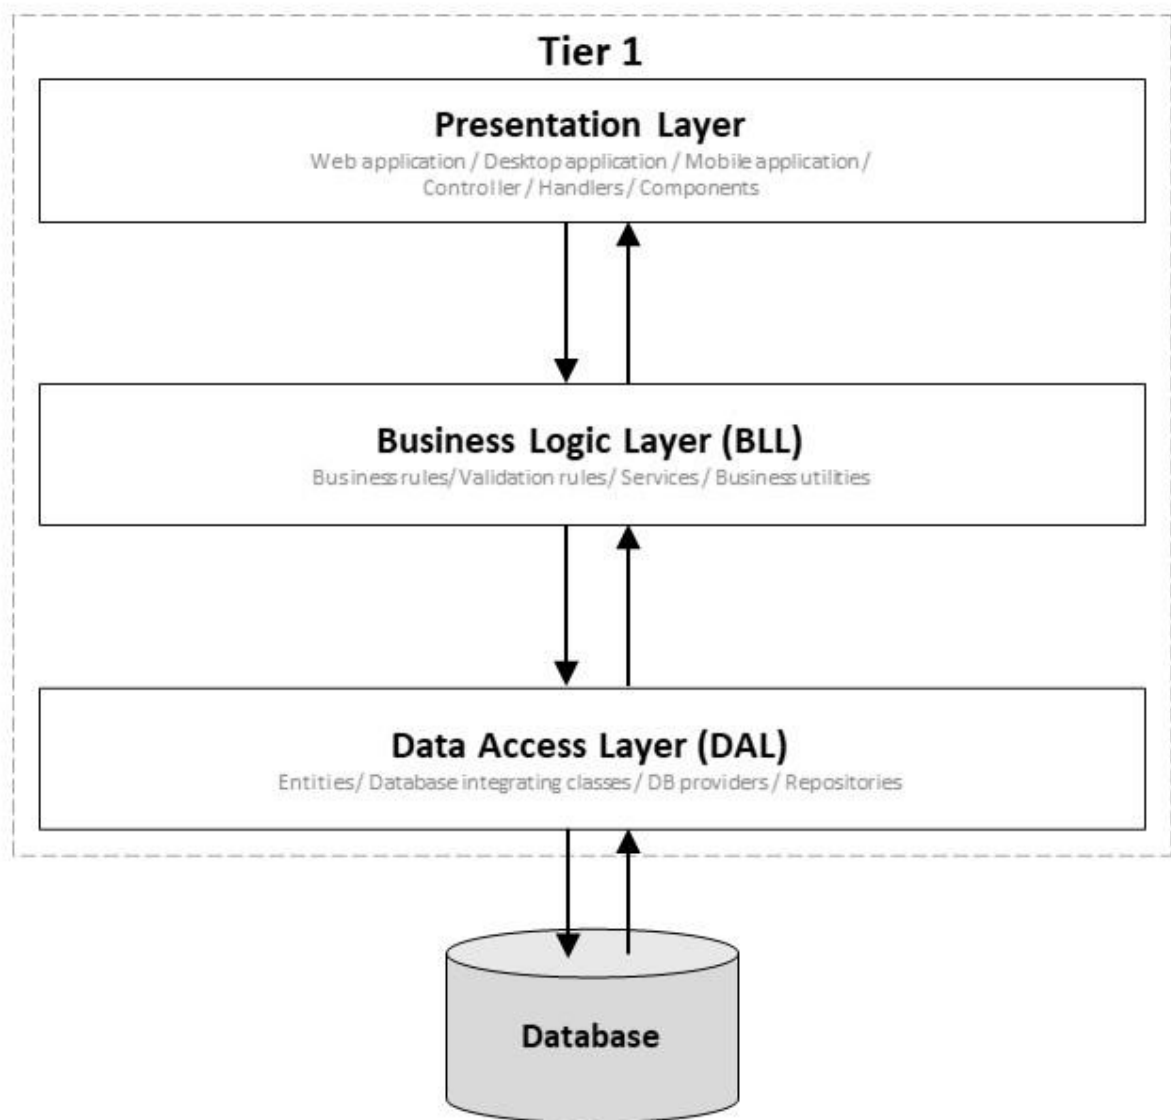 Tier 1
Presentation Layer
Web application / Desktop application / Mobile application /
Controller / Handlers / Components
Business Logic Layer (BLL)
Business rules/ Validation rules/ Services / Business utilities
Data Access Layer (DAL)
Entities/ Database integrating classes/ DB providers/ Repositories
Database